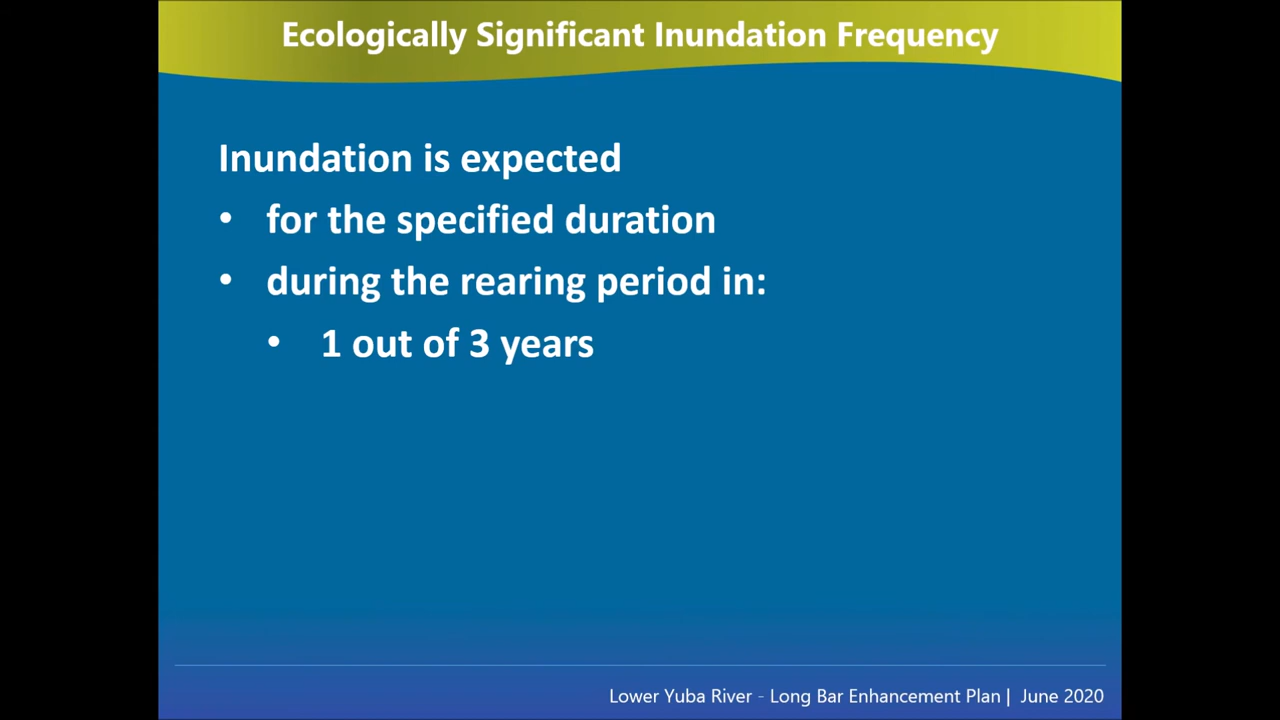 Ecologically Significant Inundation Frequency
Inundation is expected
• for the specified duration
• during the rearing period in:
• 1 out of 3 years
Lower Yuba River - Long Bar Enhancement Plan | June 2020